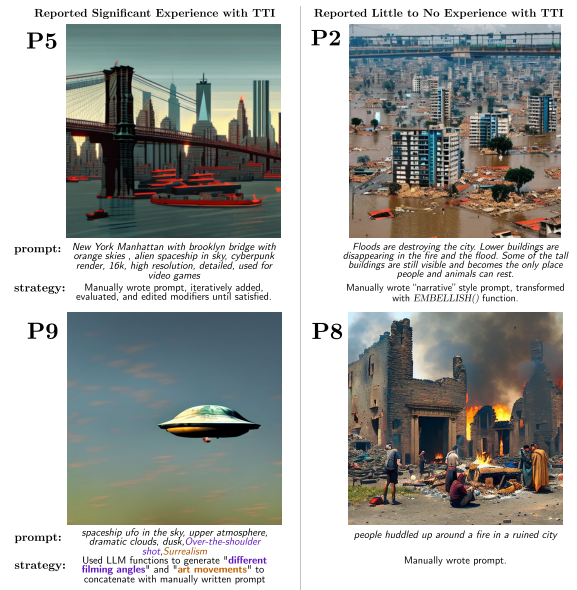 Reported Significant Experience with TTI
Reported Little to No Experience with TTI
P5
prompt:
New York Manhattan with brooklyn bridge with
orange skies , alien spaceship in sky, cyberpunk
render, 16k, high resolution, detailed, used for
video games
strategy:
Manually wrote prompt, iteratively added,
evaluated, and edited modifiers until satisfied.
P2
Floods are destroying the city. Lower buildings are
disappearing in the fire and the flood. Some of the tall
buildings are still visible and becomes the only place
people and animals can rest.
Manually wrote “narrative” style prompt, transformed
with EMBELLISH() function.
P9
prompt:
spaceship ufo in the sky, upper atmosphere,
dramatic clouds, dusk,Over-the-shoulder
shot,Surrealism
strategy:
Used LLM functions to generate "different
filming angles" and "art movements" to
concatenate with manually written prompt
P8
people huddled up around a fire in a ruined city
Manually wrote prompt.